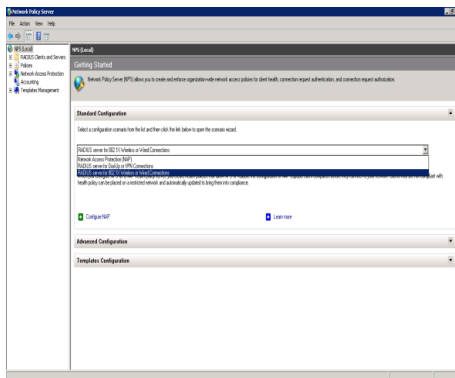 Network Policy Server
File Action View Help
NPS (Local)
RADIUS Clients and Servers
Policies
Network Access Protection
Accounting
Templates Management
NPS (Local)
Getting Started
Network Policy Server (NPS) allows you to create and enforce organization-wide network access policies for client health, connection request authentication, and connection request authorization.
Standard Configuration
Select a configuration scenario from the list and then click the link below to open the scenario wizard.
RADIUS server for 802.1X Wireless or Wired Connections
Network Access Protection (NAP)
RADIUS server for Dial-Up or VPN Connections
RADIUS server for 802.1X Wireless or Wired Connections
health policy can be placed on a restricted network and automatically updated to bring them into compliance.
Configure NAP
Learn more
Advanced Configuration
Templates Configuration